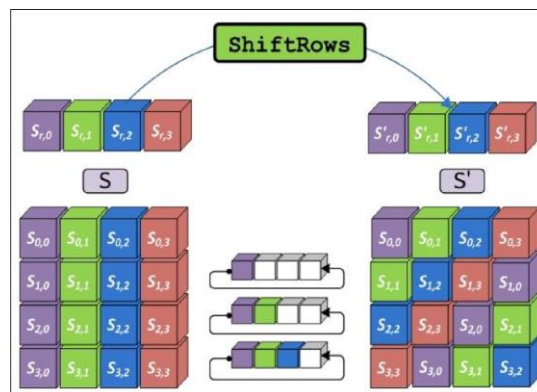 ShiftRows
Sr,0 Sr,1 Sr,2 Sr,3
S'r,0 S'r,1 S'r,2 S'r,3
S
S'
S0,0 S0,1 S0,2 S0,3
S1,0 S1,1 S1,2 S1,3
S2,0 S2,1 S2,2 S2,3
S3,0 S3,1 S3,2 S3,3
S0,0 S0,1 S0,2 S0,3
S1,1 S1,2 S1,3 S1,0
S2,2 S2,3 S2,0 S2,1
S3,3 S3,0 S3,1 S3,2